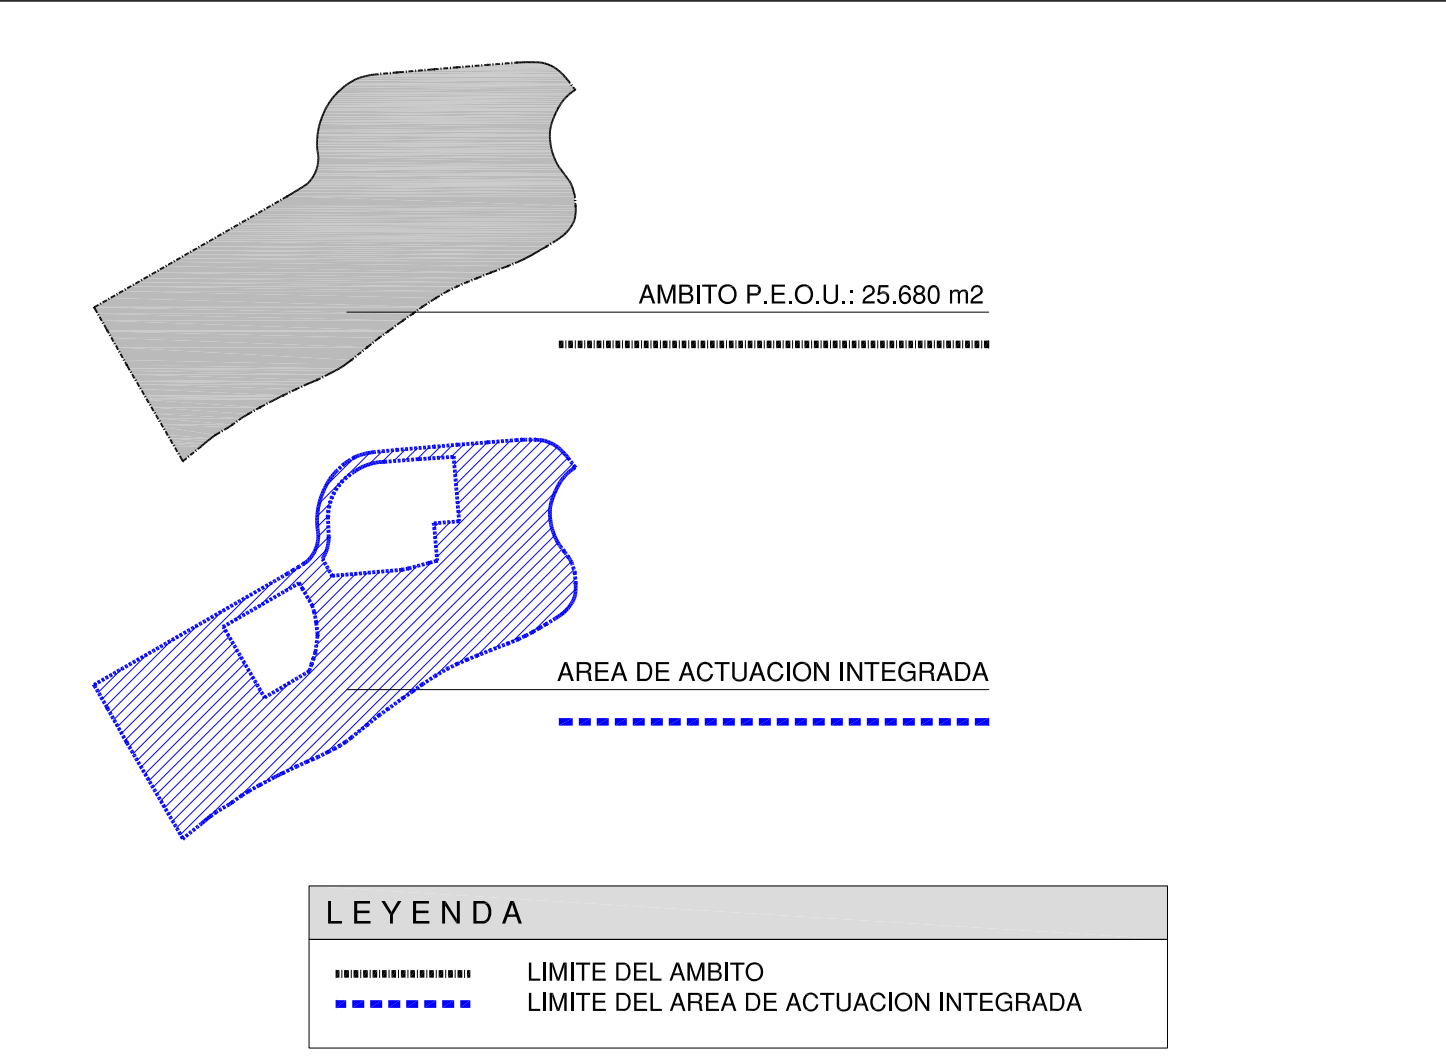 AMBITO P.E.O.U.: 25.680 m2
AREA DE ACTUACION INTEGRADA
LEYENDA
LIMITE DEL AMBITO
LIMITE DEL AREA DE ACTUACION INTEGRADA